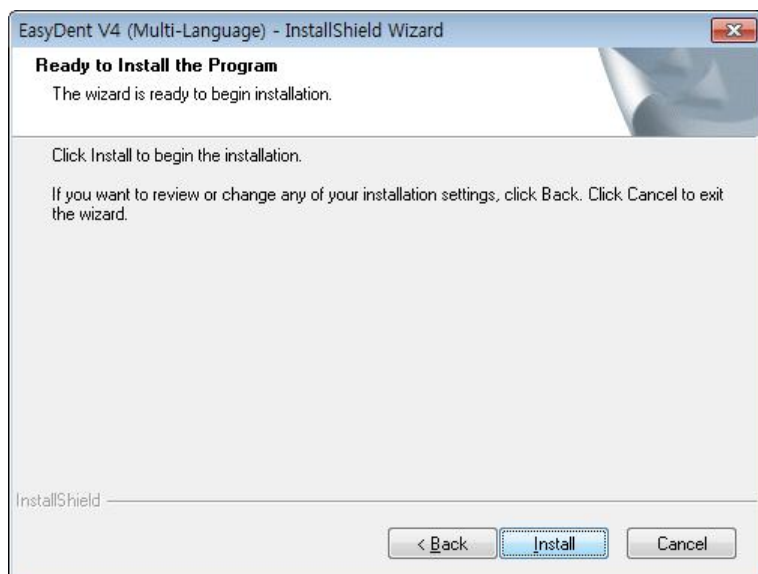 EasyDent V4 (Multi-Language) - InstallShield Wizard
Ready to Install the Program
The wizard is ready to begin installation.
Click Install to begin the installation.
If you want to review or change any of your installation settings, click Back. Click Cancel to exit
the wizard.
InstallShield
< Back
Install
Cancel